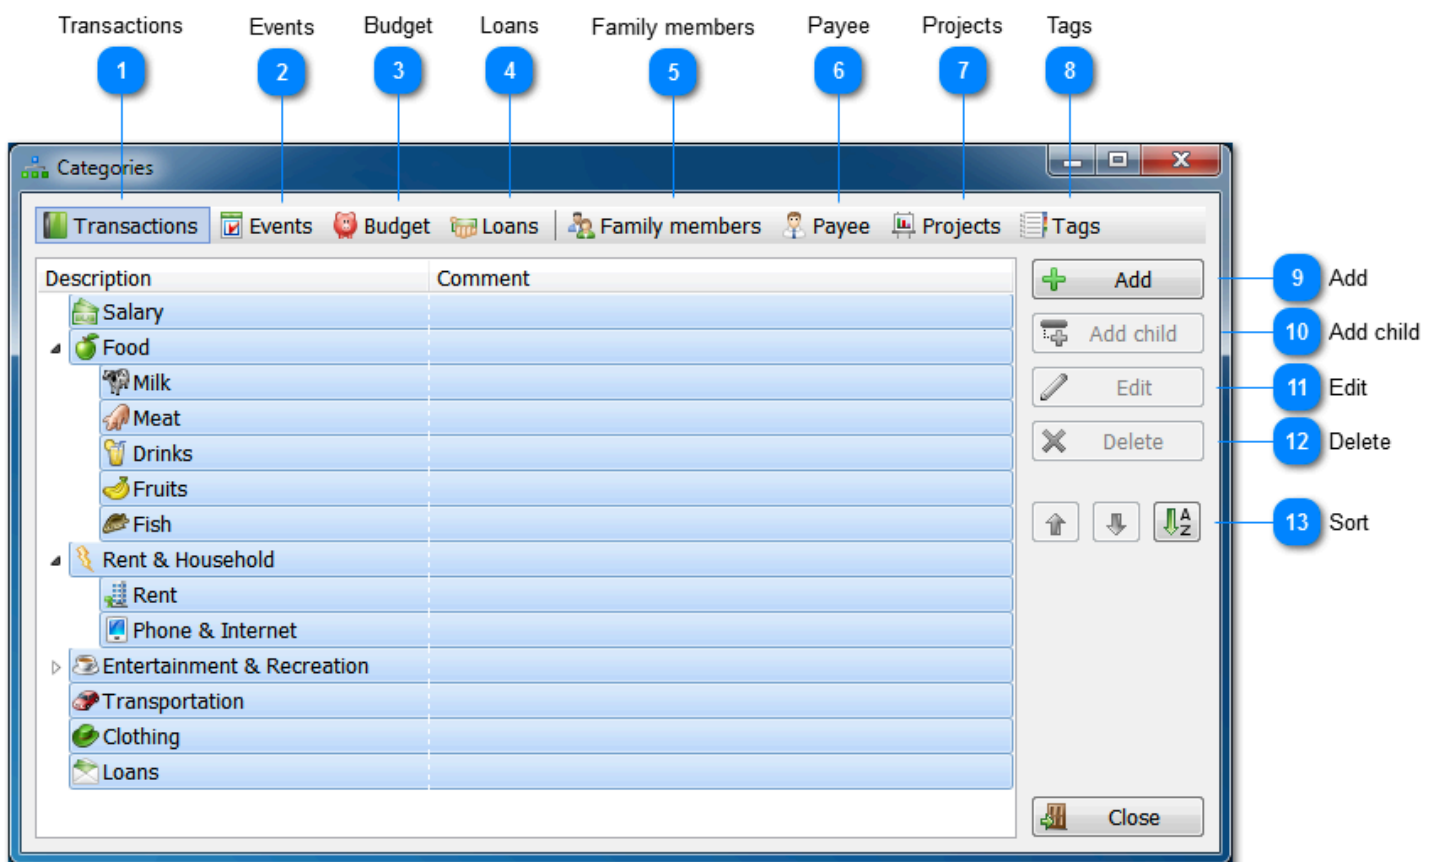 Transactions Events Budget Loans Family members Payee Projects Tags
1 2 3 4 5 6 7 8
Categories
Transactions Events Budget Loans Family members Payee Projects Tags
Description Comment
Add 9 Add
Salary
Add child 10 Add child
Food
Milk
Edit 11 Edit
Meat
Delete 12 Delete
Drinks
Fruits
Fish
A Z 13 Sort
Rent & Household
Rent
Phone & Internet
Entertainment & Recreation
Transportation
Clothing
Loans
Close